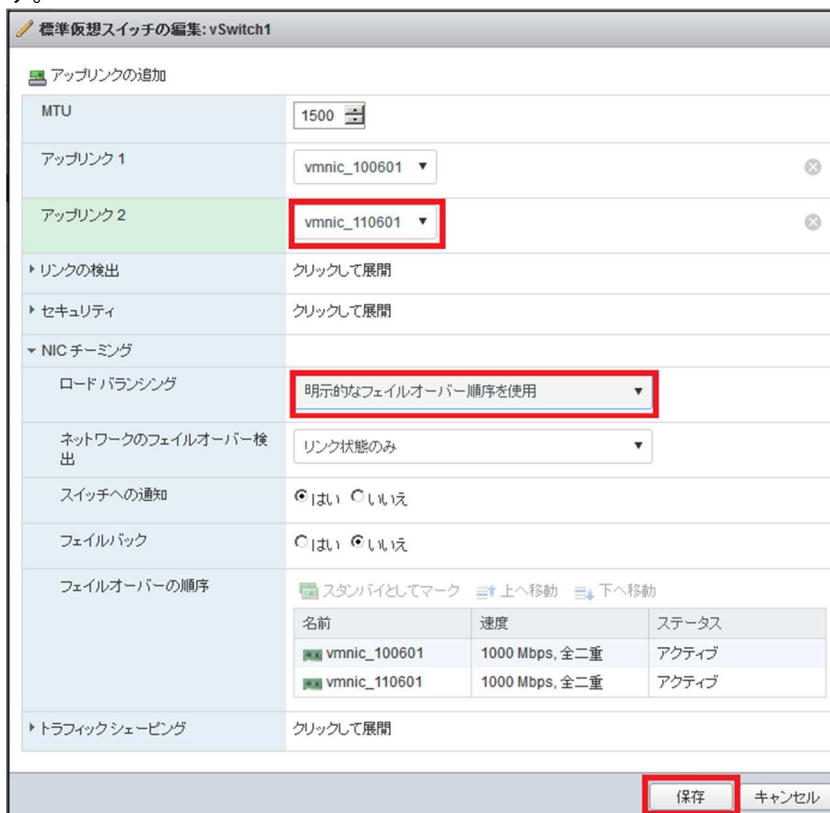 す。
標準仮想スイッチの編集: vSwitch1
アップリンクの追加
MTU
1500
アップリンク 1
vmnic_100601
アップリンク 2
vmnic_110601
リンクの検出
クリックして展開
セキュリティ
クリックして展開
NIC チーミング
ロード バランシング
明示的なフェイルオーバー順序を使用
ネットワークのフェイルオーバー検
出
リンク状態のみ
スイッチへの通知
はい いいえ
フェイルバック
はい いいえ
フェイルオーバーの順序
スタンバイとしてマーク 上へ移動 下へ移動
名前 速度 ステータス
vmnic_100601 1000 Mbps, 全二重 アクティブ
vmnic_110601 1000 Mbps, 全二重 アクティブ
トラフィック シェーピング
クリックして展開
保存 キャンセル